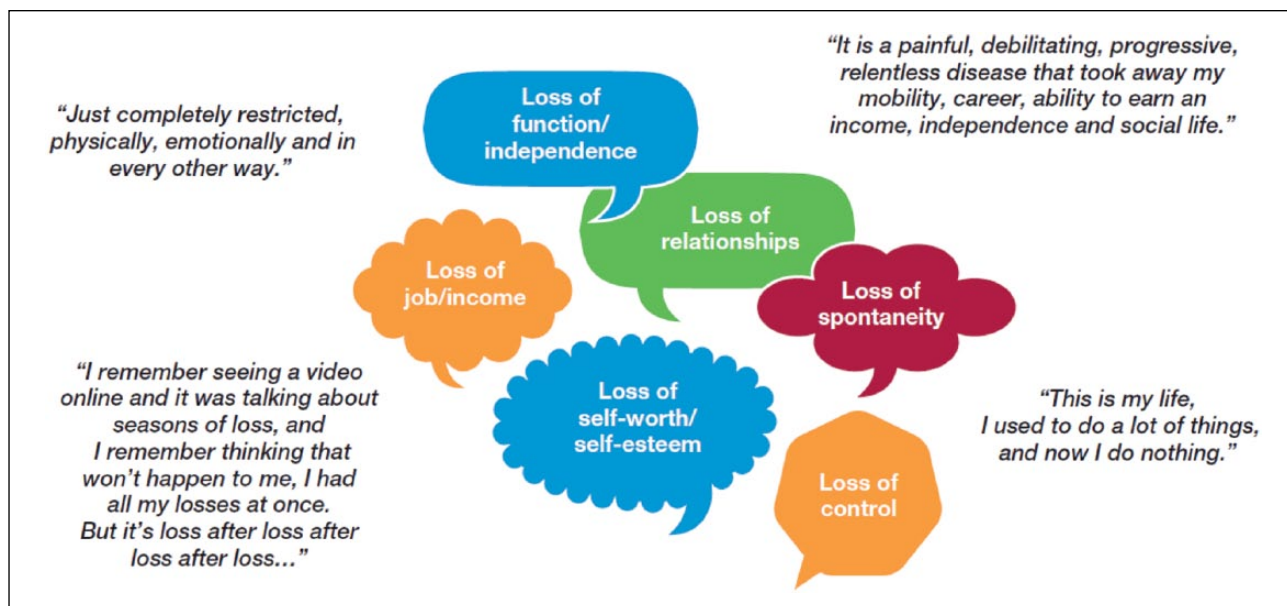 “Just completely restricted,
physically, emotionally and in
every other way.”
Loss of
function/
independence
“It is a painful, debilitating, progressive,
relentless disease that took away my
mobility, career, ability to earn an
income, independence and social life.”
Loss of
relationships
Loss of
job/income
Loss of
spontaneity
“I remember seeing a video
online and it was talking about
seasons of loss, and
I remember thinking that
won’t happen to me, I had
all my losses at once.
But it’s loss after loss after
loss after loss…”
Loss of
self-worth/
self-esteem
“This is my life,
I used to do a lot of things,
and now I do nothing.”
Loss of
control